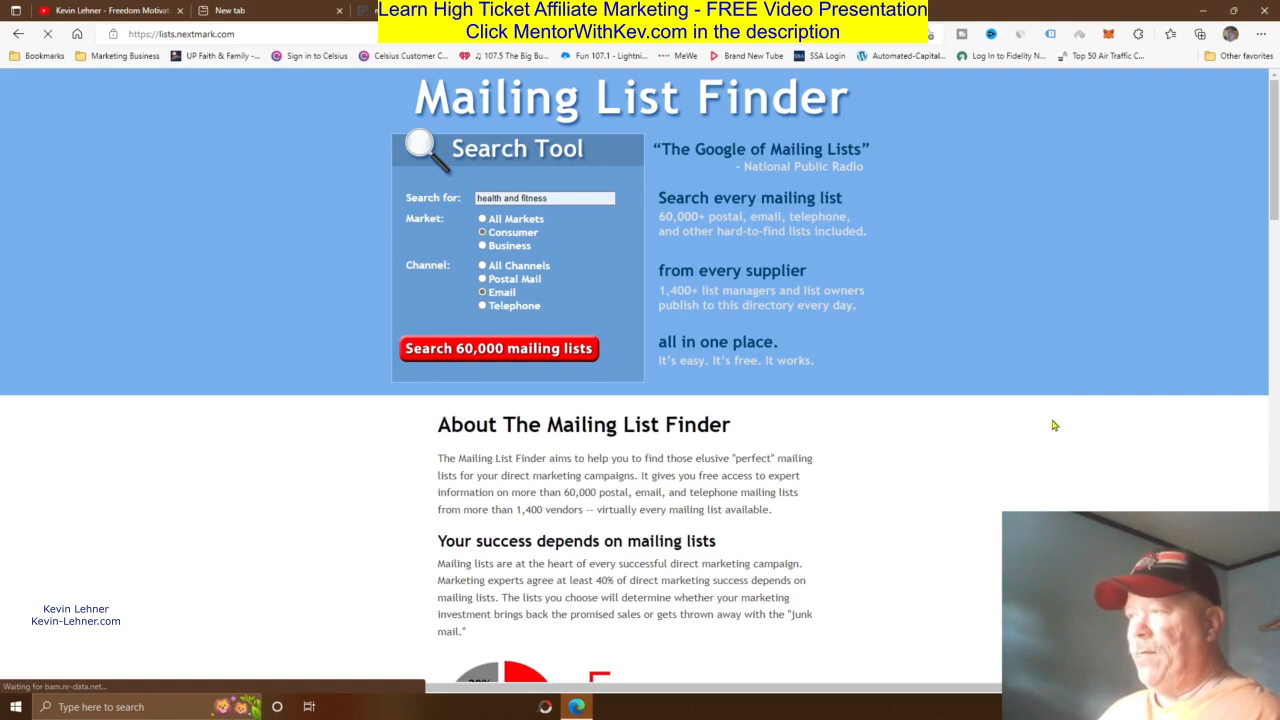 Kevin Lehner - Freedom Motivat
New tab
Learn High Ticket Affiliate Marketing - FREE Video Presentation
Click MentorWithKev.com in the description
https://lists.nextmark.com
Bookmarks
Marketing Business
UP Faith & Family -...
Sign in to Celsius
Celsius Customer C...
107.5 The Big Bu...
Fun 107.1 - Lightni...
MeWe
Brand New Tube
SSA Login
Automated-Capital...
Log In to Fidelity N...
Top 50 Air Traffic C...
Other favorites
Mailing List Finder
Search Tool
Search for:
health and fitness
Market:
All Markets
Consumer
Business
Channel:
All Channels
Postal Mail
Email
Telephone
Search 60,000 mailing lists
“The Google of Mailing Lists”
- National Public Radio
Search every mailing list
60,000+ postal, email, telephone,
and other hard-to-find lists included.
from every supplier
1,400+ list managers and list owners
publish to this directory every day.
all in one place.
It's easy. It's free. It works.
About The Mailing List Finder
The Mailing List Finder aims to help you to find those elusive "perfect" mailing
lists for your direct marketing campaigns. It gives you free access to expert
information on more than 60,000 postal, email, and telephone mailing lists
from more than 1,400 vendors -- virtually every mailing list available.
Your success depends on mailing lists
Mailing lists are at the heart of every successful direct marketing campaign.
Marketing experts agree at least 40% of direct marketing success depends on
mailing lists. The lists you choose will determine whether your marketing
investment brings back the promised sales or gets thrown away with the "junk
mail."
Kevin Lehner
Kevin-Lehner.com
Waiting for bam.nr-data.net...
Type here to search